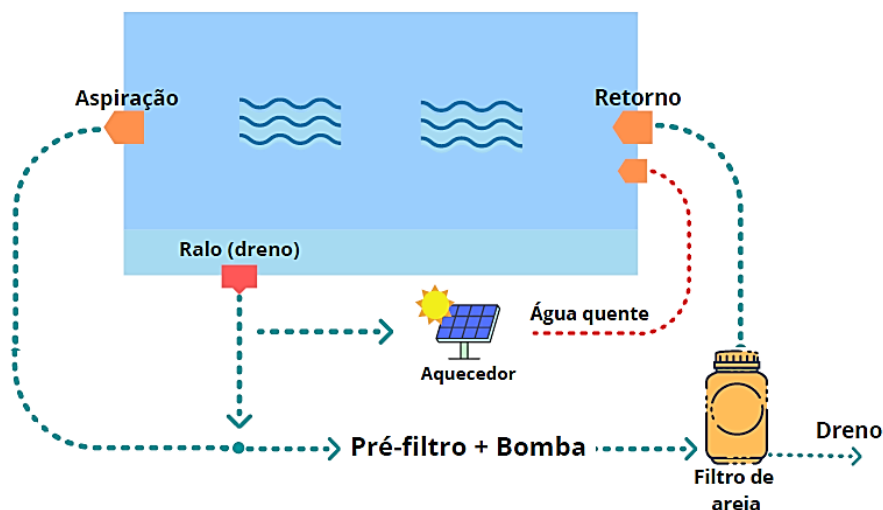 Aspiração
Retorno
Ralo (dreno)
Água quente
Aquecedor
Pré-filtro + Bomba
Dreno
Filtro de
areia